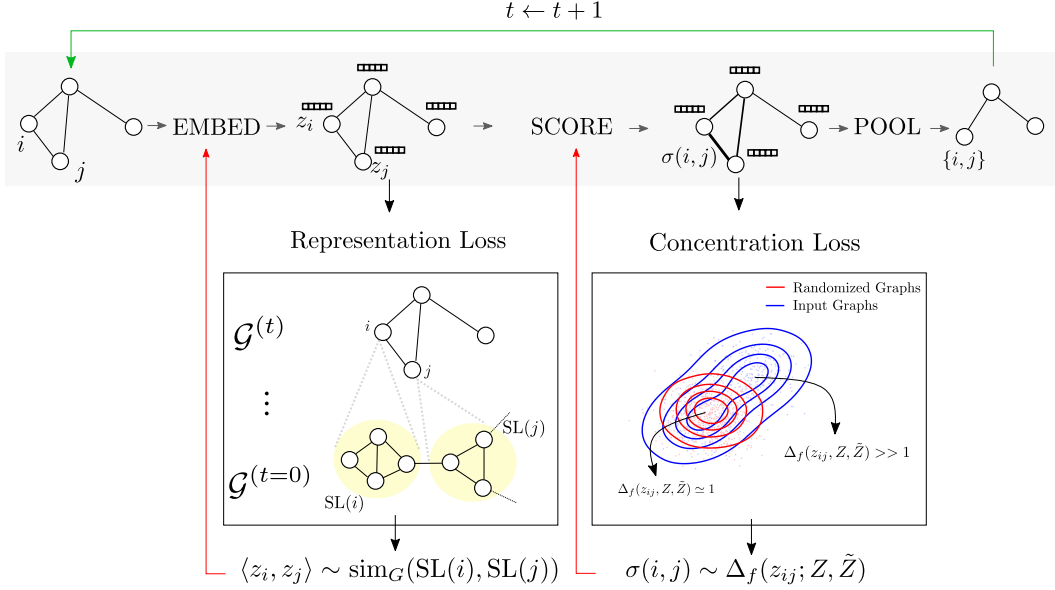 t ← t + 1
i
j
EMBED
z_i
z_j
SCORE
σ(i, j)
POOL
{i, j}
Representation Loss
Concentration Loss
𝒢^(t)
i
j
⋮
𝒢^(t=0)
SL(i)
SL(j)
Randomized Graphs
Input Graphs
Δ_f(z_ij, Z, Z̃) >> 1
Δ_f(z_ij, Z, Z̃) ≃ 1
⟨z_i, z_j⟩ ∼ sim_G(SL(i), SL(j))
σ(i, j) ∼ Δ_f(z_ij; Z, Z̃)